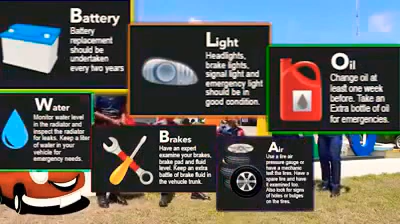 Battery
Battery
replacement
should be
undertaken
every two years
Light
Headlights,
brake lights,
signal light and
emergency light
should be in
good condition.
Oil
Change oil at
least one week
before. Take an
Extra bottle of oil
for emergencies.
Water
Monitor water level
in the radiator and
inspect the radiator
for leaks. Keep a liter
of water in your
vehicle for
emergency needs.
Brakes
Have an expert
examine your brakes,
brake pad and fluid
level. Keep an extra
bottle of brake fluid
in the vehucle trunk.
Air
Use a tire air
pressure gauge or
have a mechanic
test the tires. Have a
spare tire and have
it examined too.
Also look for signs
of holes or bulges
on the tires.